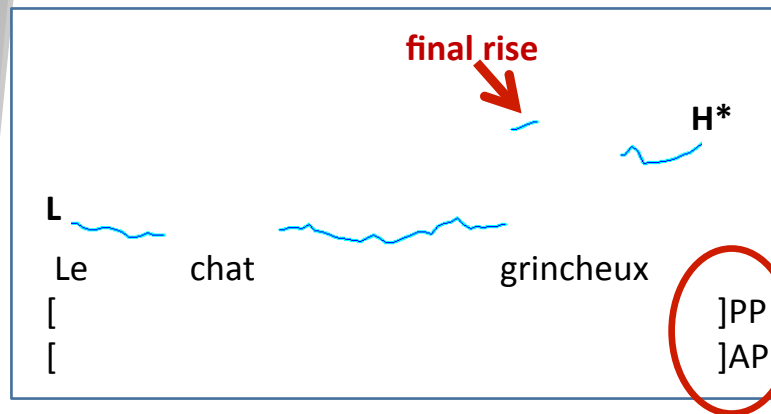 final rise
H*
L
Le chat grincheux
[ ]PP
[ ]AP